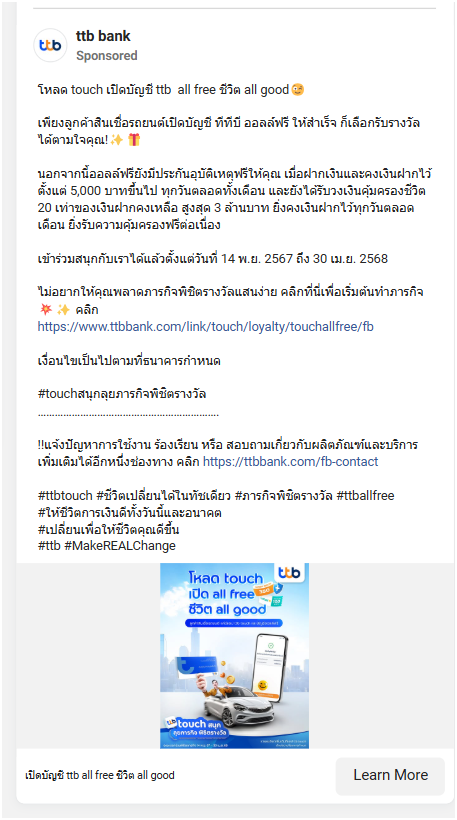 ttb bank
ttb
Sponsored
โหลด touch เปิดบัญชี ttb all free ชีวิต all good
เพียงลูกค้าสินเชื่อรถยนต์เปิดบัญชี ทีทีบี ออลล์ฟรี ให้สำเร็จ ก็เลือกรับรางวัล
ได้ตามใจคุณ!✨ 🎁
นอกจากนี้ออลล์ฟรียังมีประกันอุบัติเหตุฟรีให้คุณ เมื่อฝากเงินและคงเงินฝากไว้
ตั้งแต่ 5,000 บาทขึ้นไป ทุกวันตลอดทั้งเดือน และยังได้รับวงเงินคุ้มครองชีวิต
20 เท่าของเงินฝากคงเหลือ สูงสุด 3 ล้านบาท ยิ่งคงเงินฝากไว้ทุกวันตลอด
เดือน ยิ่งรับความคุ้มครองฟรีต่อเนื่อง
เข้าร่วมสนุกกับเราได้แล้วตั้งแต่วันที่ 14 พ.ย. 2567 ถึง 30 เม.ย. 2568
ไม่อยากให้คุณพลาดภารกิจพิชิตรางวัลแสนง่าย คลิกที่นี่เพื่อเริ่มต้นทำภารกิจ
💥 ✨ คลิก
https://www.ttbbank.com/link/touch/loyalty/touchallfree/fb
เงื่อนไขเป็นไปตามที่ธนาคารกำหนด
#touchสนุกลุยภารกิจพิชิตรางวัล
............................................................
!!แจ้งปัญหาการใช้งาน ร้องเรียน หรือ สอบถามเกี่ยวกับผลิตภัณฑ์และบริการ
เพิ่มเติมได้อีกหนึ่งช่องทาง คลิก https://ttbbank.com/fb-contact
#ttbtouch #ชีวิตเปลี่ยนได้ในทัชเดียว #ภารกิจพิชิตรางวัล #ttballfree
#ให้ชีวิตการเงินดีทั้งวันนี้และอนาคต
#เปลี่ยนเพื่อให้ชีวิตคุณดีขึ้น
#ttb #MakeREALChange
ttb
โหลด touch
เปิด all free
ชีวิต all good
ttb touch สนุก
ลุยภารกิจ พิชิตรางวัล
เปิดบัญชี ttb all free ชีวิต all good
Learn More